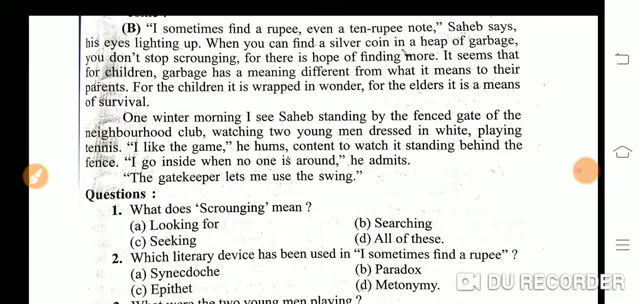 (B) “I sometimes find a rupee, even a ten-rupee note,” Saheb says,
his eyes lighting up. When you can find a silver coin in a heap of garbage,
you don't stop scrounging, for there is hope of finding more. It seems that
for children, garbage has a meaning different from what it means to their
parents. For the children it is wrapped in wonder, for the elders it is a means
of survival.
One winter morning I see Saheb standing by the fenced gate of the
neighbourhood club, watching two young men dressed in white, playing
tennis. “I like the game,” he hums, content to watch it standing behind the
fence. “I go inside when no one is around,” he admits.
“The gatekeeper lets me use the swing.”
Questions :
1. What does ‘Scrounging’ mean ?
(a) Looking for (b) Searching
(c) Seeking (d) All of these.
2. Which literary device has been used in “I sometimes find a rupee” ?
(a) Synecdoche (b) Paradox
(c) Epithet (d) Metonymy.
What were the two young men playing ?
DU RECORDER